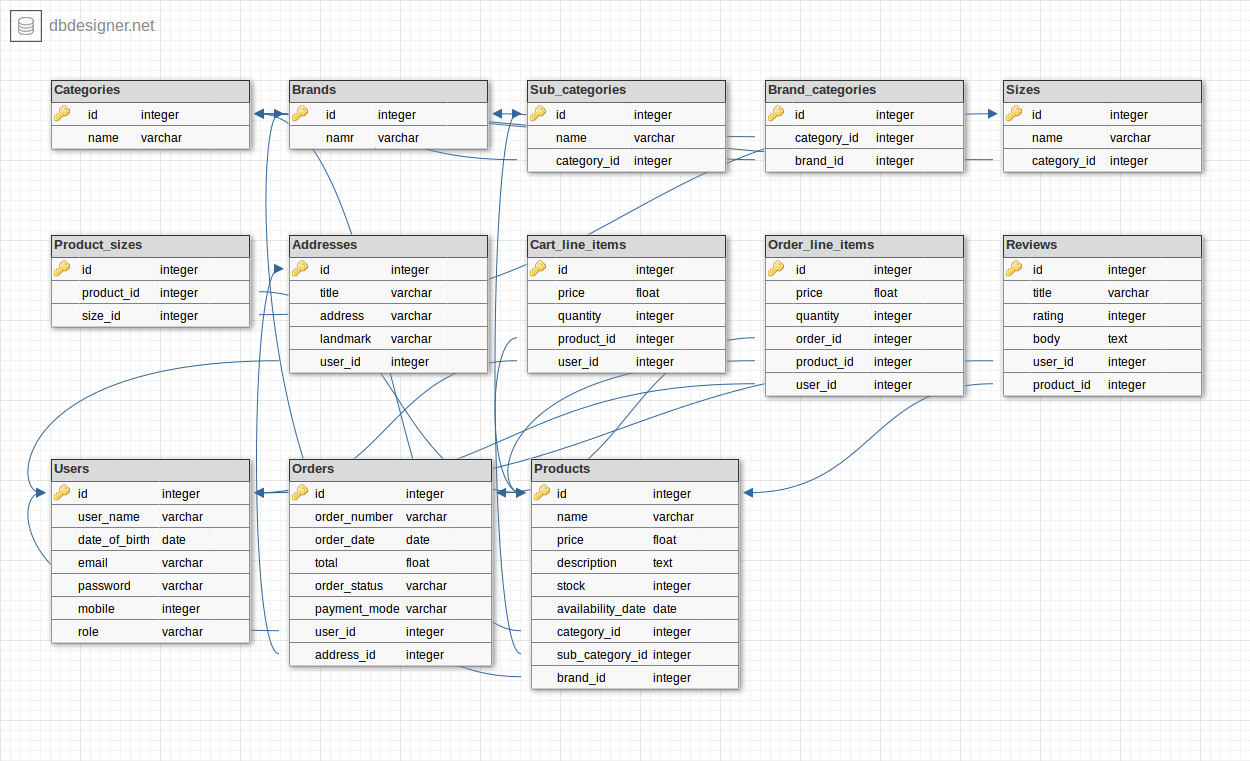 dbdesigner.net
Categories
id integer
name varchar
Brands
id integer
namr varchar
Sub_categories
id integer
name varchar
category_id integer
Brand_categories
id integer
category_id integer
brand_id integer
Sizes
id integer
name varchar
category_id integer
Product_sizes
id integer
product_id integer
size_id integer
Addresses
id integer
title varchar
address varchar
landmark varchar
user_id integer
Cart_line_items
id integer
price float
quantity integer
product_id integer
user_id integer
Order_line_items
id integer
price float
quantity integer
order_id integer
product_id integer
user_id integer
Reviews
id integer
title varchar
rating integer
body text
user_id integer
product_id integer
Users
id integer
user_name varchar
date_of_birth date
email varchar
password varchar
mobile integer
role varchar
Orders
id integer
order_number varchar
order_date date
total float
order_status varchar
payment_mode varchar
user_id integer
address_id integer
Products
id integer
name varchar
price float
description text
stock integer
availability_date date
category_id integer
sub_category_id integer
brand_id integer